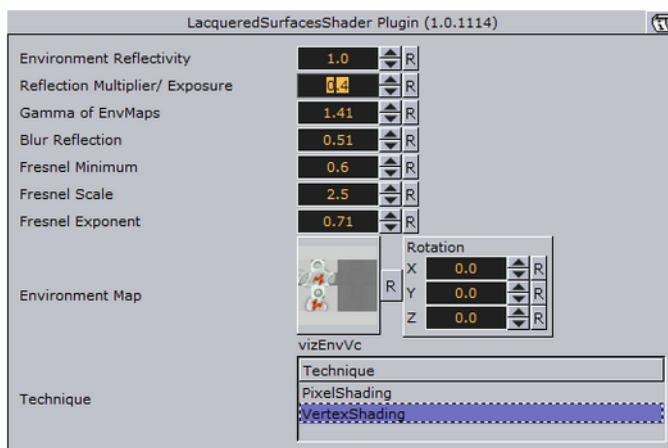 LacqueredSurfacesShader Plugin (1.0.1114)
Environment Reflectivity 1.0 R
Reflection Multiplier/ Exposure 0.4 R
Gamma of EnvMaps 1.41 R
Blur Reflection 0.51 R
Fresnel Minimum 0.6 R
Fresnel Scale 2.5 R
Fresnel Exponent 0.71 R
Environment Map R
vizEnvVc
Rotation
X 0.0 R
Y 0.0 R
Z 0.0 R
Technique
Technique
PixelShading
VertexShading